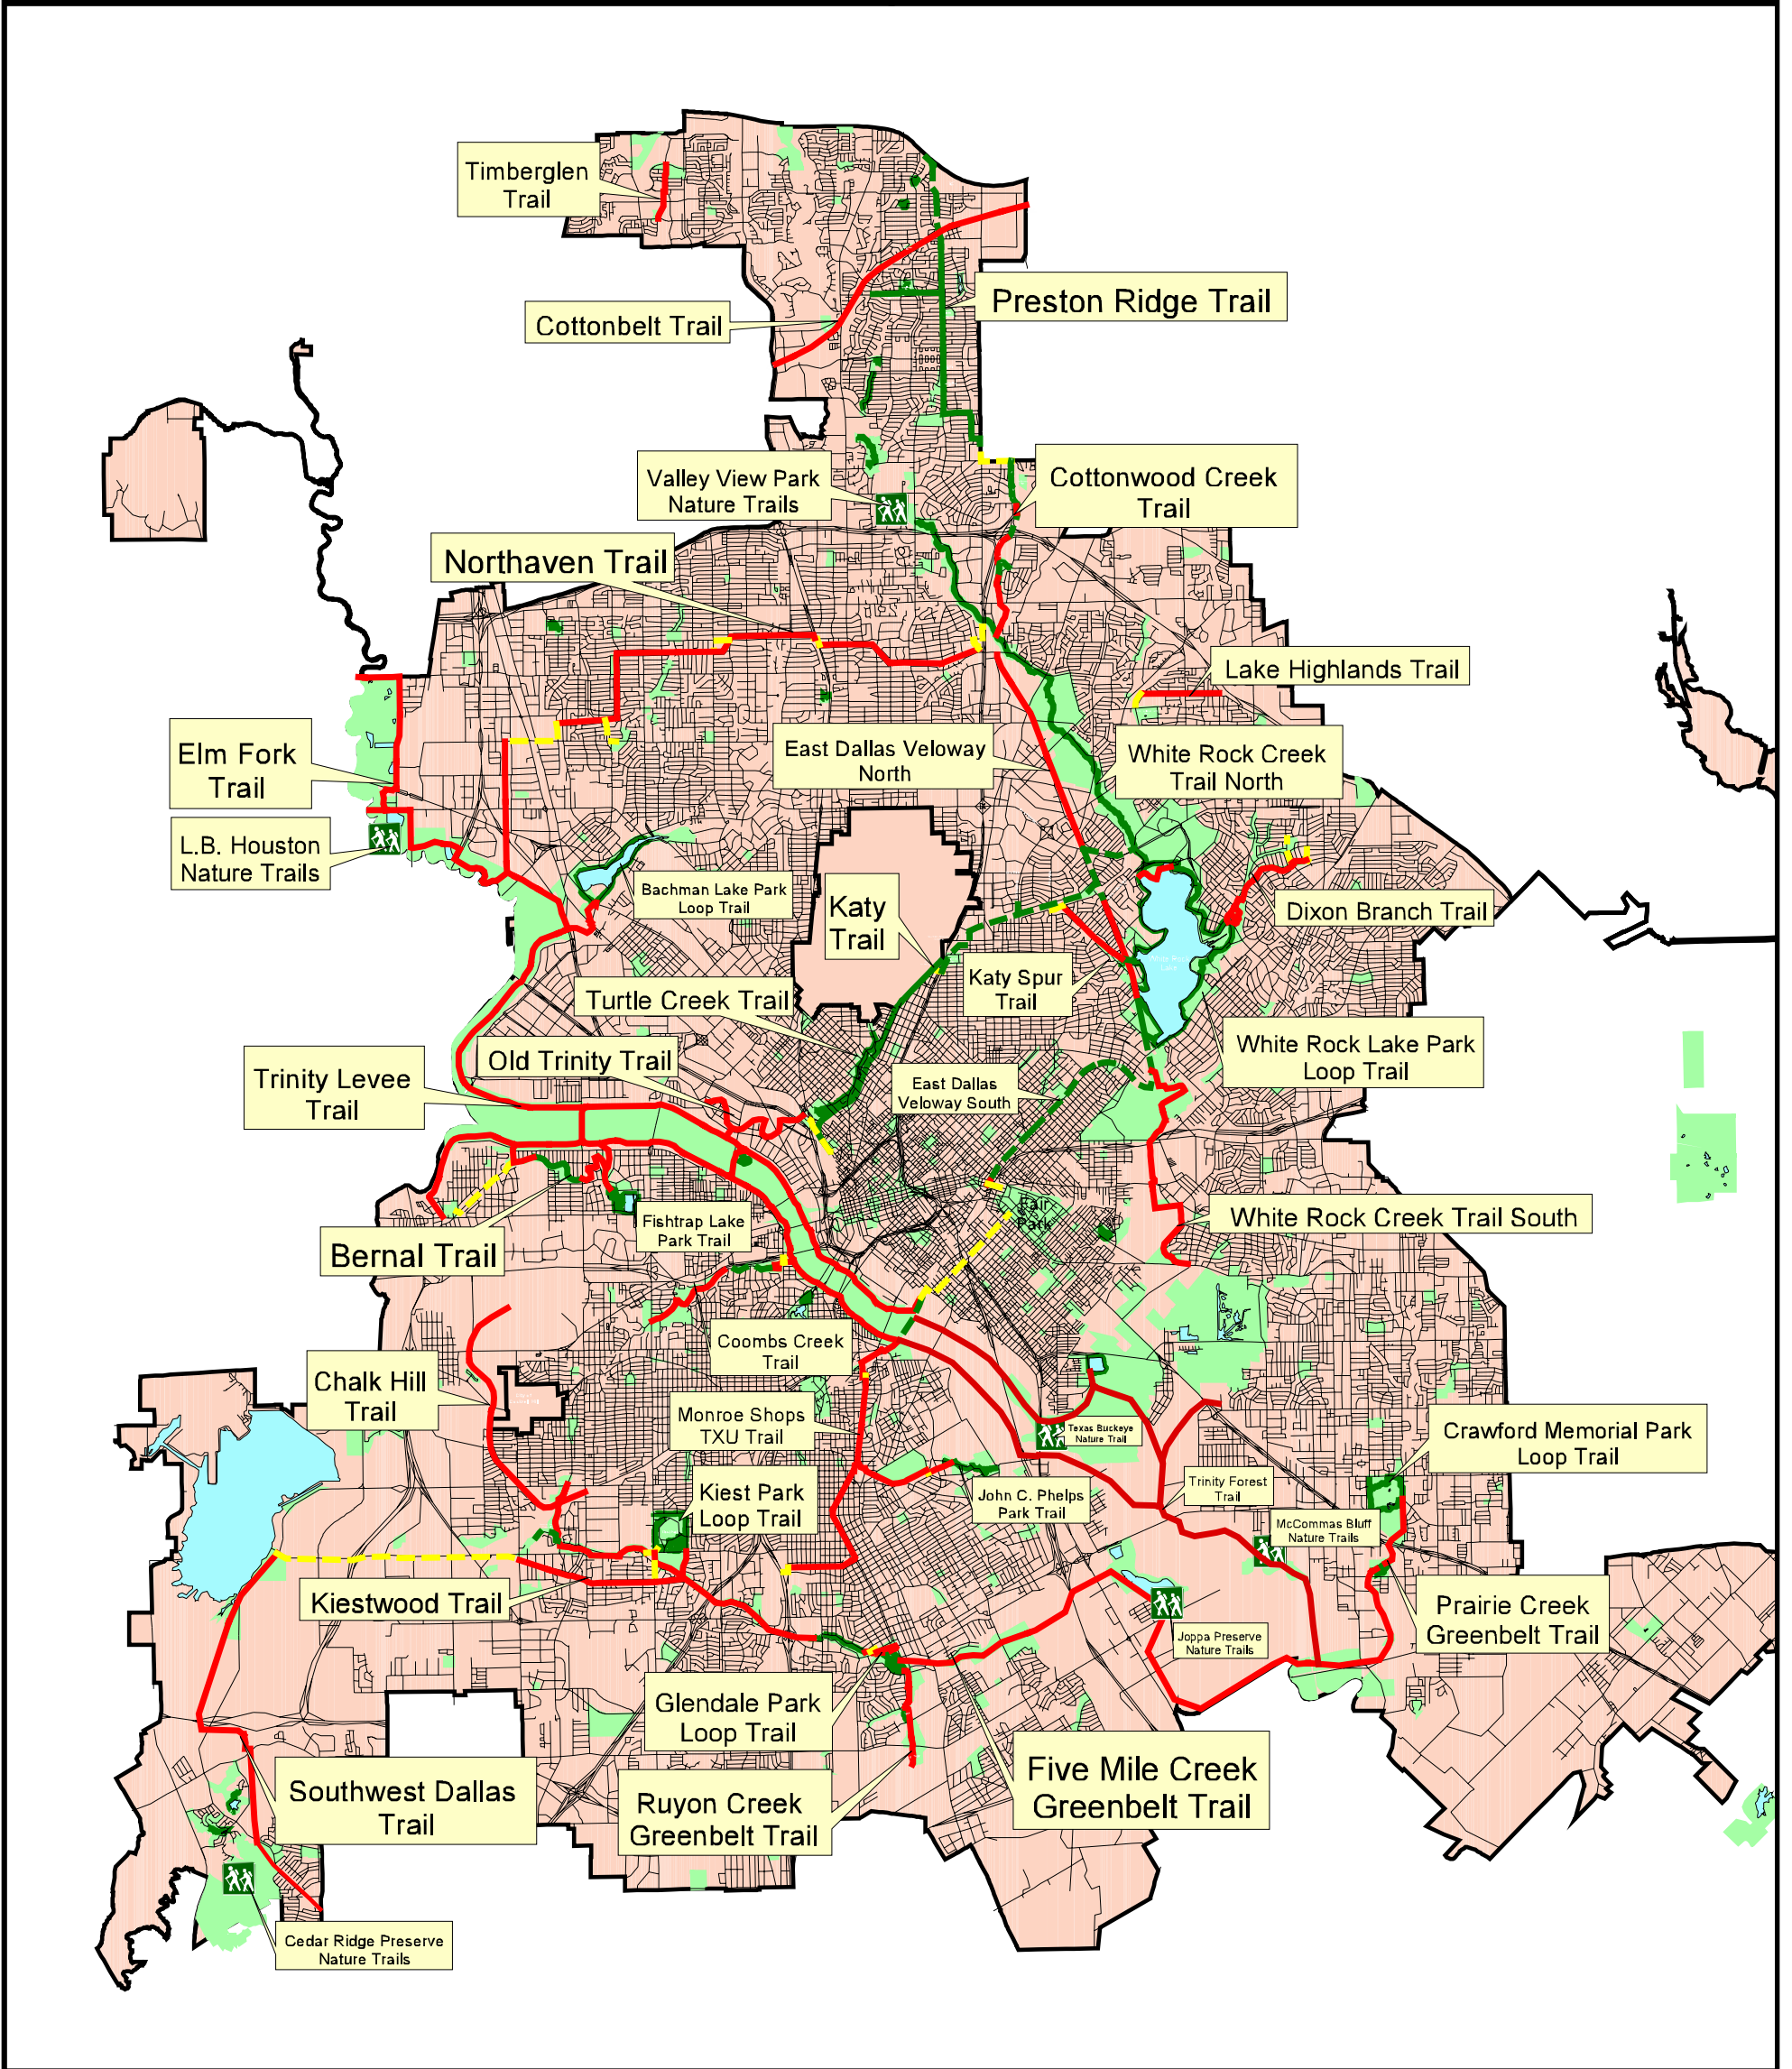 Timberglen
Trail
Preston Ridge Trail
Cottonbelt Trail
Valley View Park
Nature Trails
Cottonwood Creek
Trail
Northaven Trail
Lake Highlands Trail
Elm Fork
Trail
East Dallas Veloway
North
White Rock Creek
Trail North
L.B. Houston
Nature Trails
Bachman Lake Park
Loop Trail
Katy
Trail
Dixon Branch Trail
Katy Spur
Trail
White Rock
Lake
Turtle Creek Trail
Old Trinity Trail
White Rock Lake Park
Loop Trail
Trinity Levee
Trail
East Dallas
Veloway South
Fair
Park
White Rock Creek Trail South
Fishtrap Lake
Park Trail
Bernal Trail
Coombs Creek
Trail
Chalk Hill
Trail
Monroe Shops
TXU Trail
Texas Buckeye
Nature Trail
Crawford Memorial Park
Loop Trail
Kiest Park
Loop Trail
John C. Phelps
Park Trail
Trinity Forest
Trail
McCommas Bluff
Nature Trails
Kiestwood Trail
Prairie Creek
Greenbelt Trail
Joppa Preserve
Nature Trails
Glendale Park
Loop Trail
Five Mile Creek
Greenbelt Trail
Southwest Dallas
Trail
Ruyon Creek
Greenbelt Trail
Cedar Ridge Preserve
Nature Trails